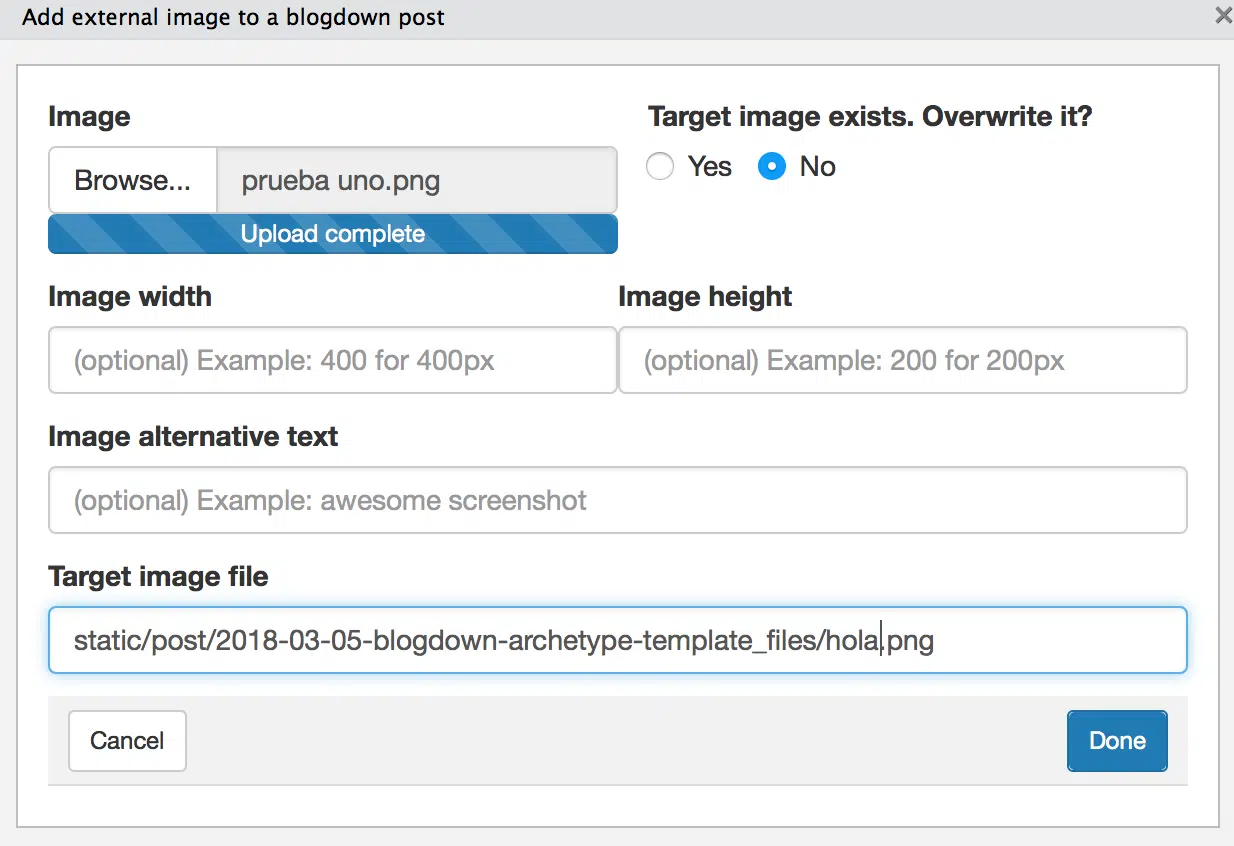 Add external image to a blogdown post
Image
Target image exists. Overwrite it?
Browse...
prueba uno.png
Yes
No
Upload complete
Image width
Image height
(optional) Example: 400 for 400px
(optional) Example: 200 for 200px
Image alternative text
(optional) Example: awesome screenshot
Target image file
static/post/2018-03-05-blogdown-archetype-template_files/hola.png
Cancel
Done